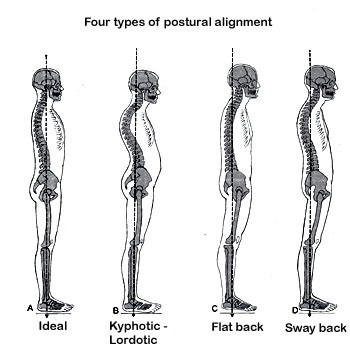 Four types of postural alignment
A
B
C
D
Ideal
Kyphotic -
Lordotic
Flat back
Sway back